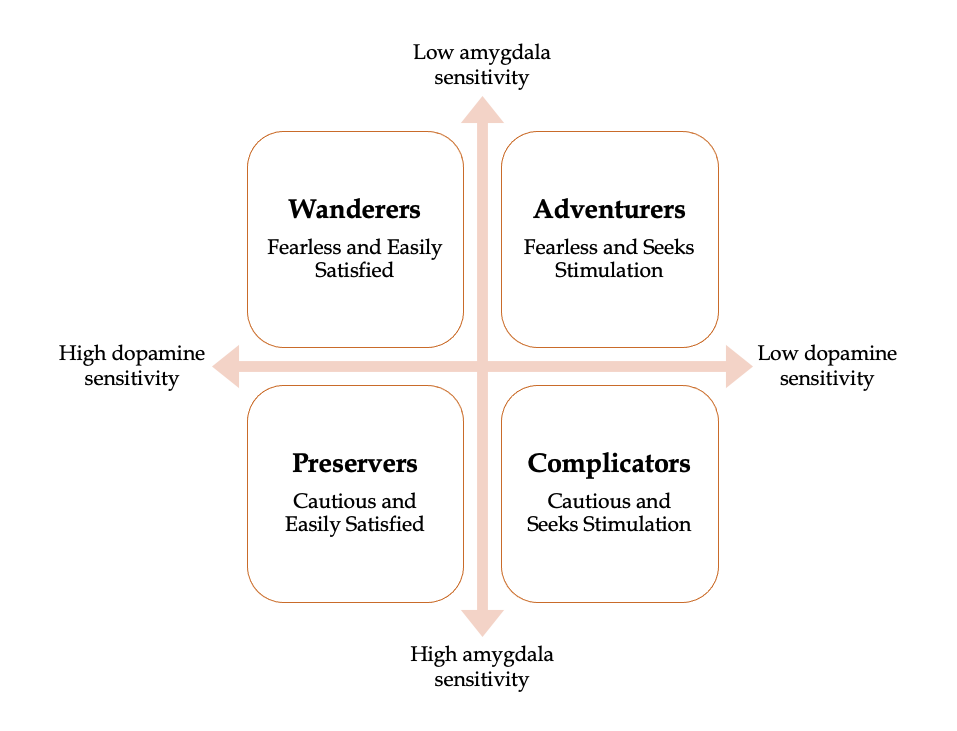 Low amygdala
sensitivity
Wanderers
Fearless and Easily
Satisfied
Adventurers
Fearless and Seeks
Stimulation
High dopamine
sensitivity
Low dopamine
sensitivity
Preservers
Cautious and
Easily Satisfied
Complicators
Cautious and
Seeks Stimulation
High amygdala
sensitivity